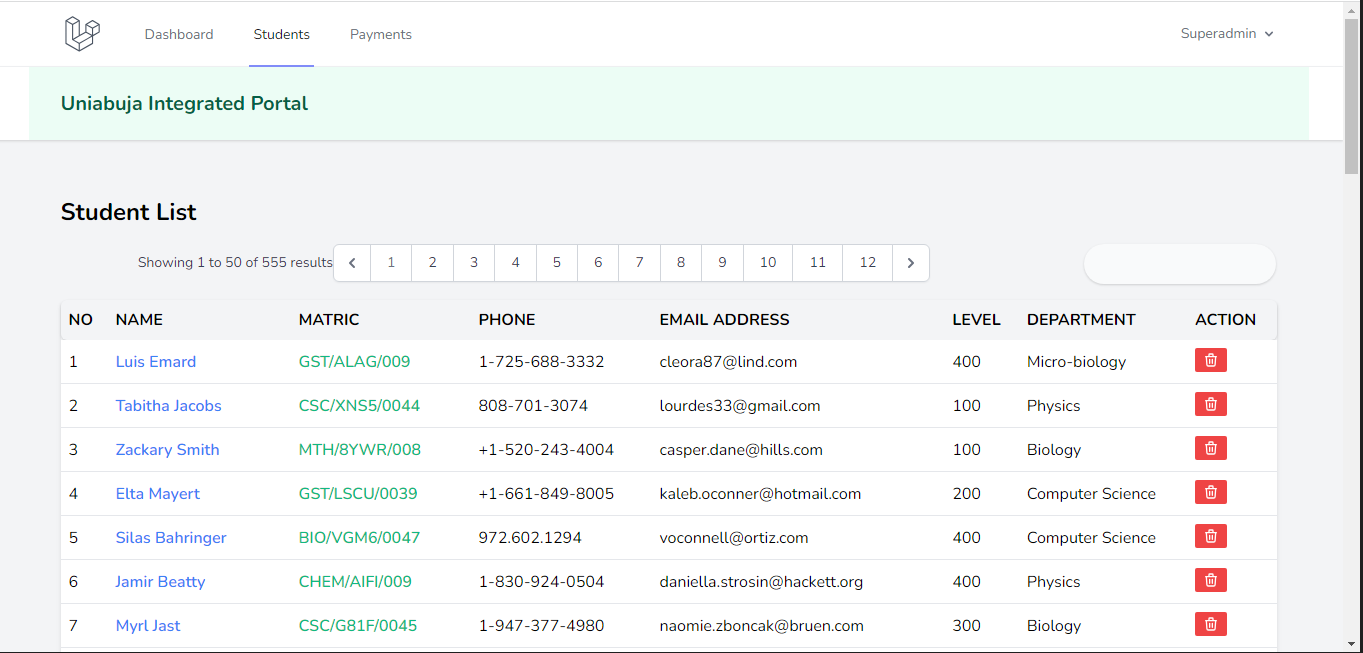 Dashboard Students Payments Superadmin
Uniabuja Integrated Portal
Student List
Showing 1 to 50 of 555 results 1 2 3 4 5 6 7 8 9 10 11 12
NO NAME MATRIC PHONE EMAIL ADDRESS LEVEL DEPARTMENT ACTION
1 Luis Emard GST/ALAG/009 1-725-688-3332 cleora87@lind.com 400 Micro-biology
2 Tabitha Jacobs CSC/XNS5/0044 808-701-3074 lourdes33@gmail.com 100 Physics
3 Zackary Smith MTH/8YWR/008 +1-520-243-4004 casper.dane@hills.com 100 Biology
4 Elta Mayert GST/LSCU/0039 +1-661-849-8005 kaleb.oconner@hotmail.com 200 Computer Science
5 Silas Bahringer BIO/VGM6/0047 972.602.1294 voconnell@ortiz.com 400 Computer Science
6 Jamir Beatty CHEM/AIFI/009 1-830-924-0504 daniella.strosin@hackett.org 400 Physics
7 Myrl Jast CSC/G81F/0045 1-947-377-4980 naomie.zboncak@bruen.com 300 Biology